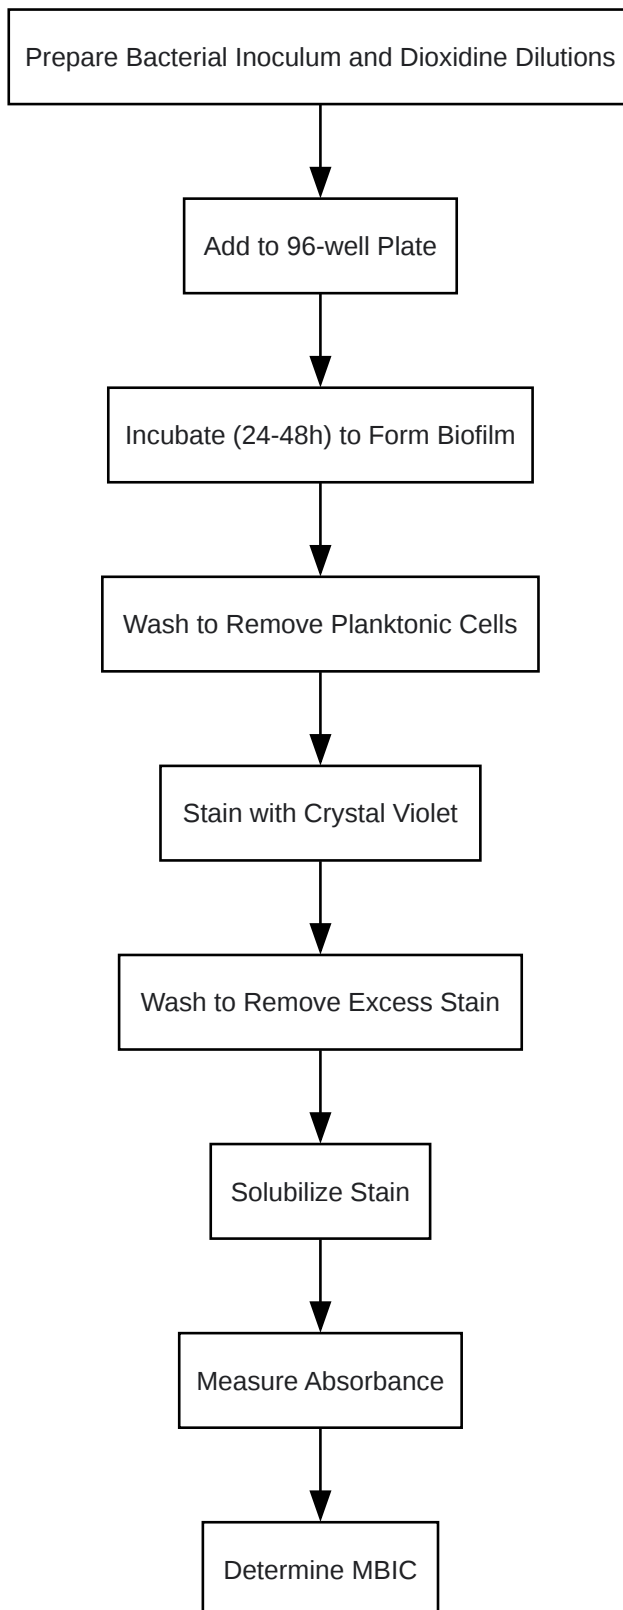 Prepare Bacterial Inoculum and Dioxidine Dilutions
Add to 96-well Plate
Incubate (24-48h) to Form Biofilm
Wash to Remove Planktonic Cells
Stain with Crystal Violet
Wash to Remove Excess Stain
Solubilize Stain
Measure Absorbance
Determine MBIC